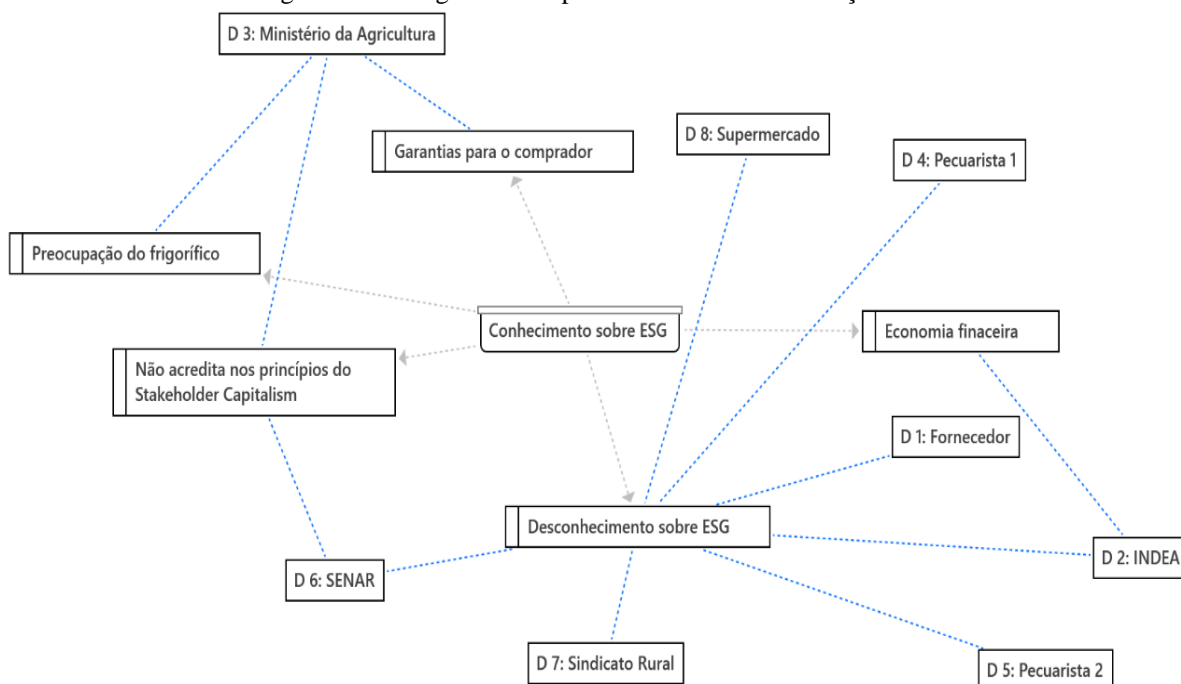 D 3: Ministério da Agricultura
Garantias para o comprador
D 8: Supermercado
D 4: Pecuarista 1
Preocupação do frigorífico
Conhecimento sobre ESG
Economia finaceira
Não acredita nos princípios do
Stakeholder Capitalism
D 1: Fornecedor
Desconhecimento sobre ESG
D 2: INDEA
D 6: SENAR
D 7: Sindicato Rural
D 5: Pecuarista 2